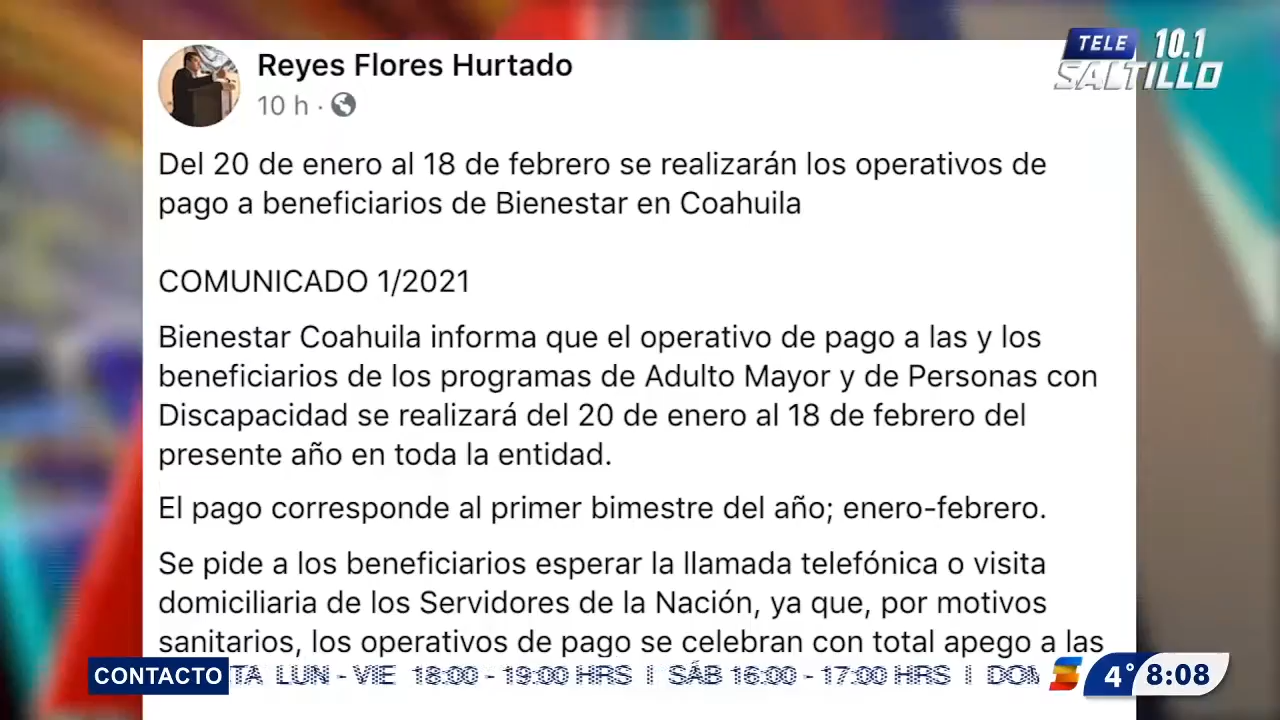 TELE 10.1
SALTILLO
Reyes Flores Hurtado
10 h ·
Del 20 de enero al 18 de febrero se realizarán los operativos de
pago a beneficiarios de Bienestar en Coahuila
COMUNICADO 1/2021
Bienestar Coahuila informa que el operativo de pago a las y los
beneficiarios de los programas de Adulto Mayor y de Personas con
Discapacidad se realizará del 20 de enero al 18 de febrero del
presente año en toda la entidad.
El pago corresponde al primer bimestre del año; enero-febrero.
Se pide a los beneficiarios esperar la llamada telefónica o visita
domiciliaria de los Servidores de la Nación, ya que, por motivos
sanitarios, los operativos de pago se celebran con total apego a las
CONTACTO TA LUN - VIE 18:00 - 19:00 HRS | SÁB 16:00 - 17:00 HRS | DOM 4° 8:08